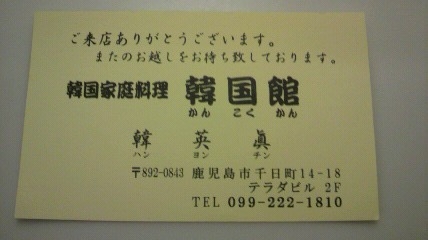 ご来店ありがとうございます。
またのお越しをお待ち致しております。
韓国家庭料理 韓国館
かん こく かん
韓 英 眞
ハン ヨン チン
〒892-0843 鹿児島市千日町14-18
テラダビル 2F
TEL 099-222-1810